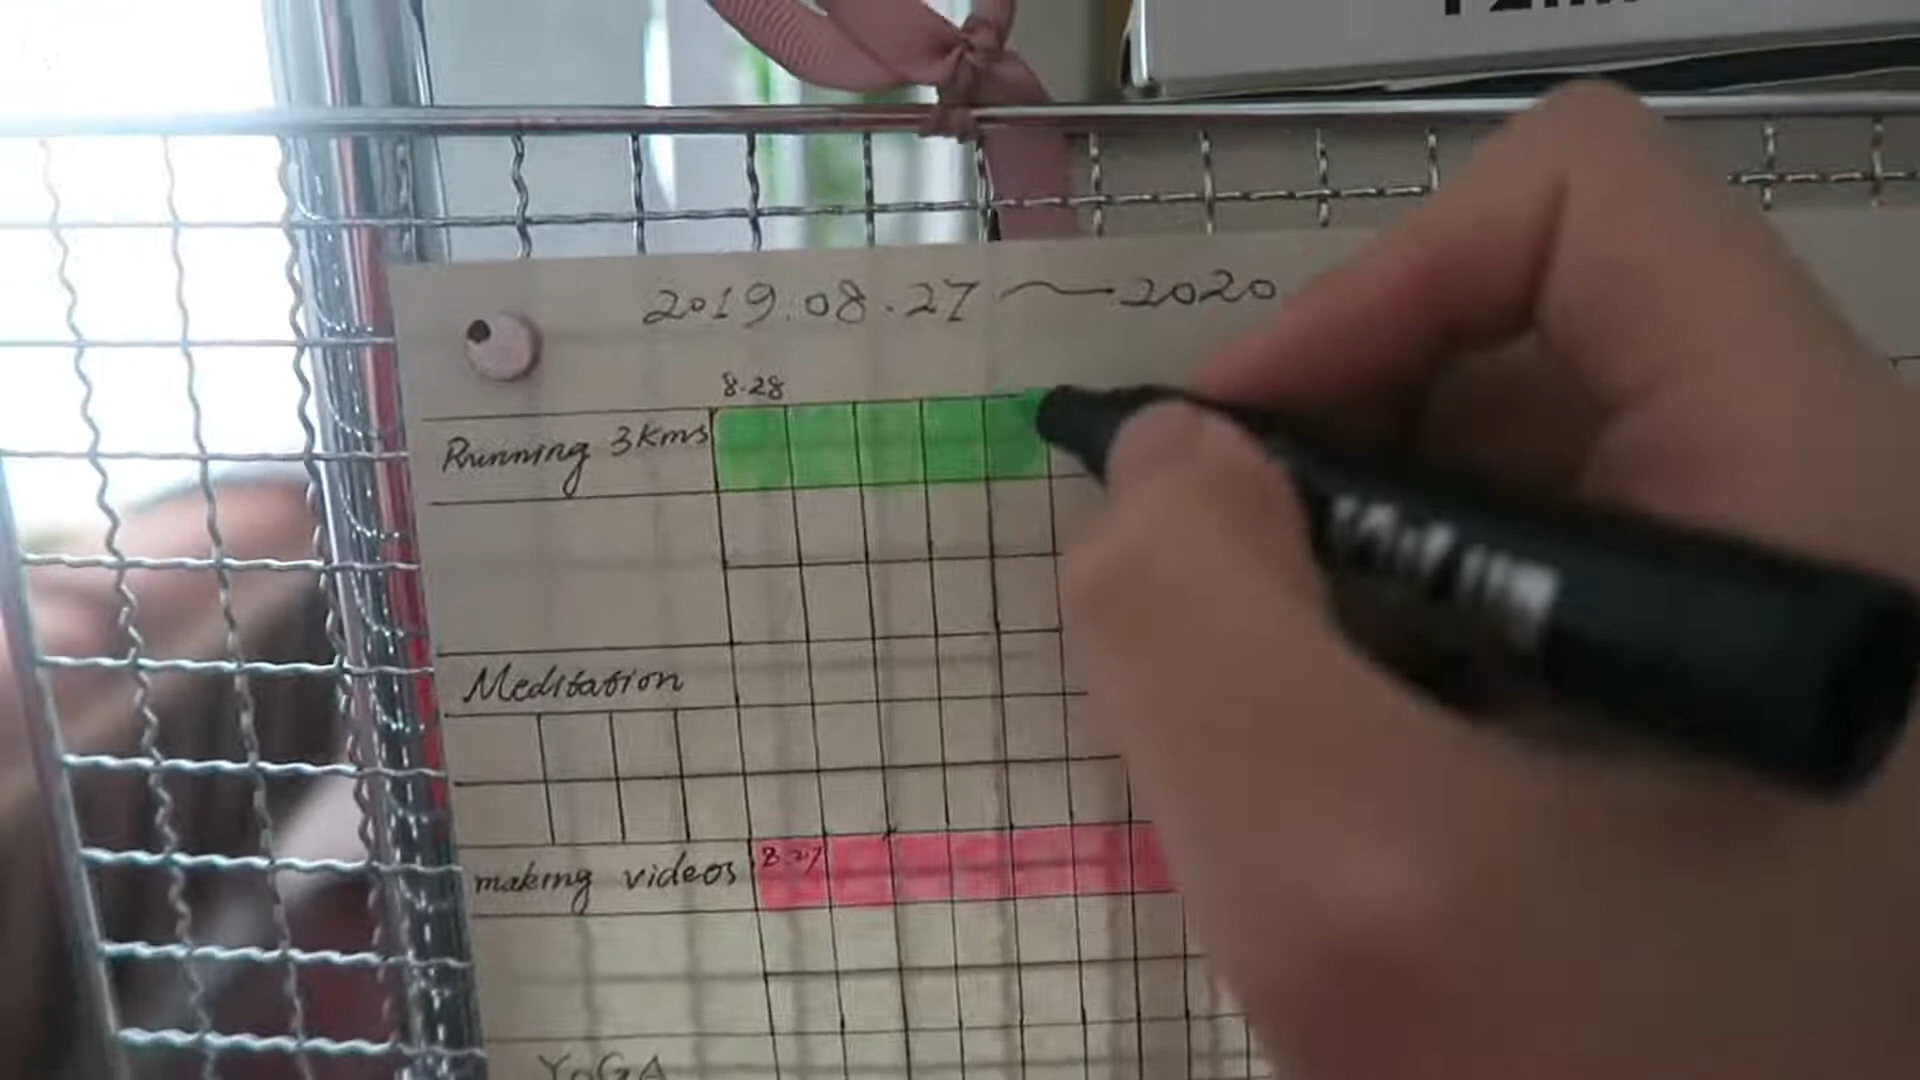 2019.08.27 ~ 2020
8.28
Running 3kms
Meditation
making videos 8.27
YOGA